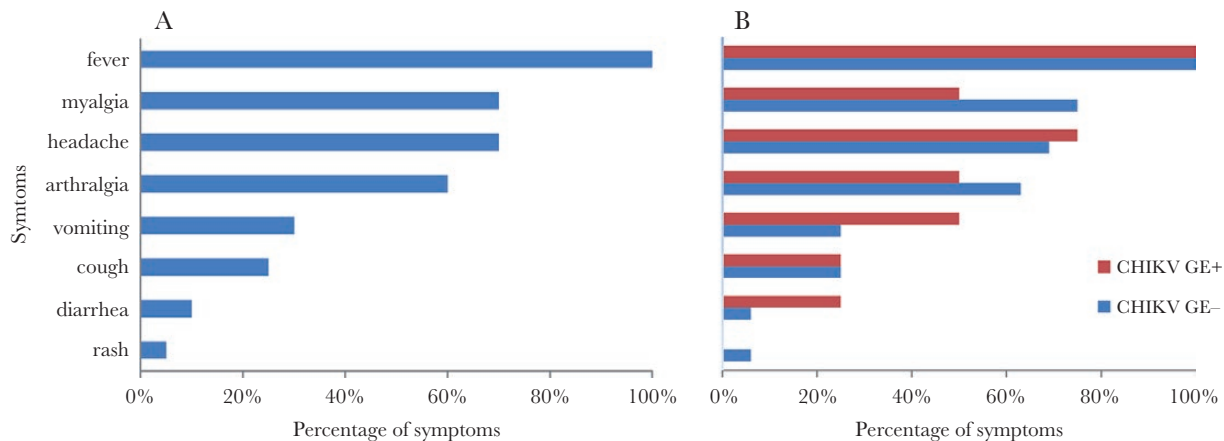 A
B
Symtoms
fever
myalgia
headache
arthralgia
vomiting
cough
diarrhea
rash
0%
20%
40%
60%
80%
100%
Percentage of symptoms
CHIKV GE+
CHIKV GE–
0%
20%
40%
60%
80%
100%
Percentage of symptoms